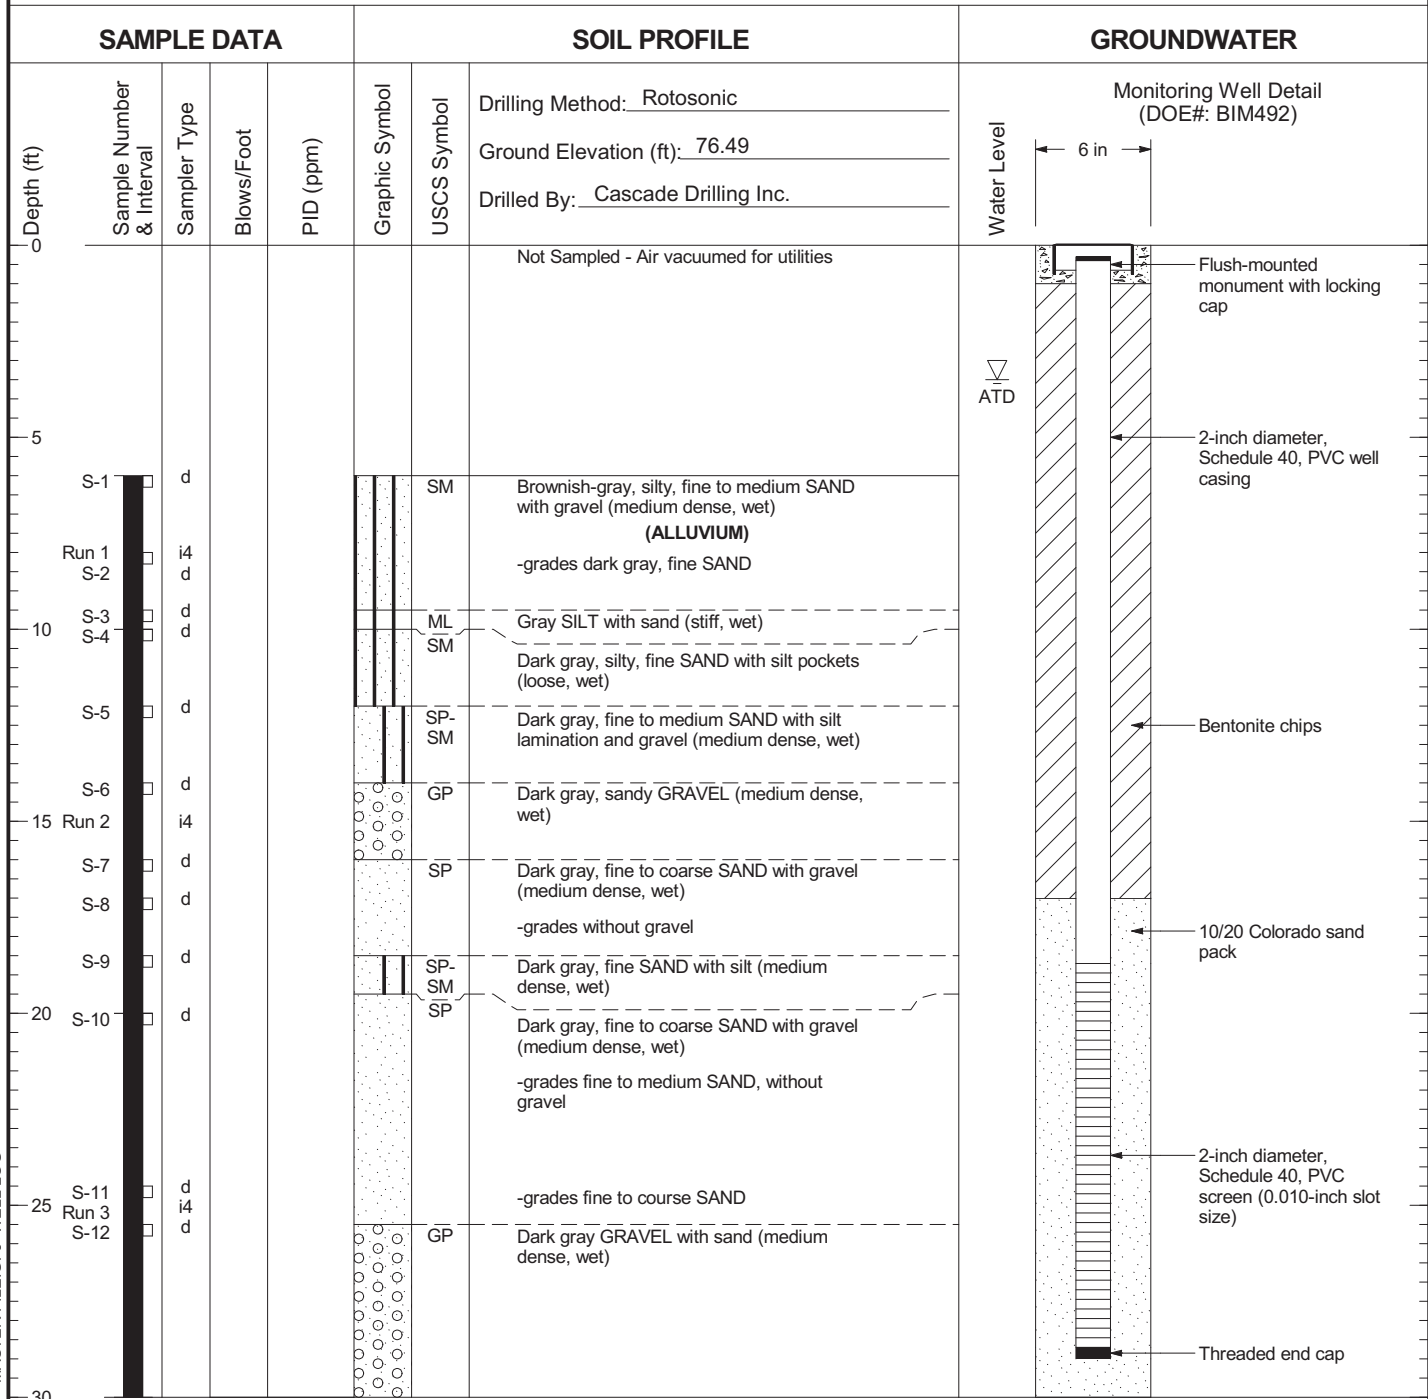 SAMPLE DATA
SOIL PROFILE
GROUNDWATER
Depth (ft)
Sample Number
& Interval
Sampler Type
Blows/Foot
PID (ppm)
Graphic Symbol
USCS Symbol
Drilling Method: Rotosonic
Ground Elevation (ft): 76.49
Drilled By: Cascade Drilling Inc.
Water Level
Monitoring Well Detail
(DOE#: BIM492)
6 in
0
Not Sampled - Air vacuumed for utilities
Flush-mounted
monument with locking
cap
ATD
5
2-inch diameter,
Schedule 40, PVC well
casing
S-1 d
SM
Brownish-gray, silty, fine to medium SAND
with gravel (medium dense, wet)
(ALLUVIUM)
Run 1 i4
S-2 d
-grades dark gray, fine SAND
S-3 d
ML
Gray SILT with sand (stiff, wet)
10
S-4 d
SM
Dark gray, silty, fine SAND with silt pockets
(loose, wet)
S-5 d
SP-
SM
Dark gray, fine to medium SAND with silt
lamination and gravel (medium dense, wet)
Bentonite chips
S-6 d
GP
Dark gray, sandy GRAVEL (medium dense,
wet)
15 Run 2 i4
S-7 d
SP
Dark gray, fine to coarse SAND with gravel
(medium dense, wet)
S-8 d
-grades without gravel
10/20 Colorado sand
pack
S-9 d
SP-
SM
Dark gray, fine SAND with silt (medium
dense, wet)
20
S-10 d
SP
Dark gray, fine to coarse SAND with gravel
(medium dense, wet)
-grades fine to medium SAND, without
gravel
2-inch diameter,
Schedule 40, PVC
screen (0.010-inch slot
size)
S-11 d
-grades fine to course SAND
25 Run 3 i4
S-12 d
GP
Dark gray GRAVEL with sand (medium
dense, wet)
Threaded end cap
30